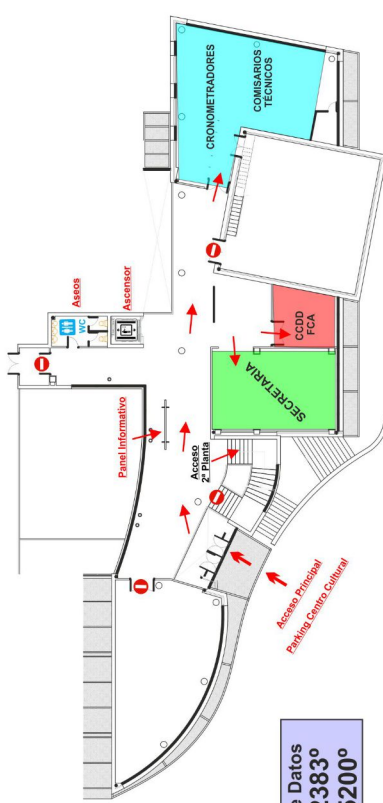 CRONOMETRADORES
COMISARIOS
TÉCNICOS
Aseos
WC
Ascensor
CCDD
FCA
SECRETARIA
Panel Informativo
Acceso
2ª Planta
Acceso Principal
Parking Centro Cultural
Datos
383º
200º